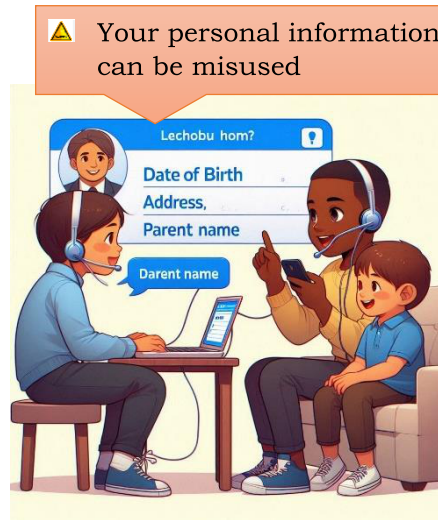 Your personal information
can be misused
Lechobu hom?
Date of Birth
Address,
Parent name
Darent name